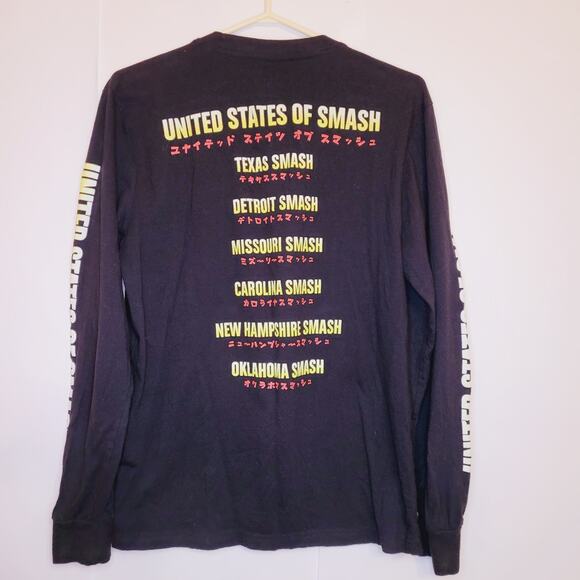 UNITED STATES OF SMASH
ユナイテッド ステイツ オブ スマッシュ
TEXAS SMASH
テキサススマッシュ
DETROIT SMASH
デトロイトスマッシュ
MISSOURI SMASH
ミズーリースマッシュ
CAROLINA SMASH
カロライナスマッシュ
NEW HAMPSHIRE SMASH
ニューハンプシャースマッシュ
OKLAHOMA SMASH
オクラホマスマッシュ
UNITED STATES OF
UNITED STATES